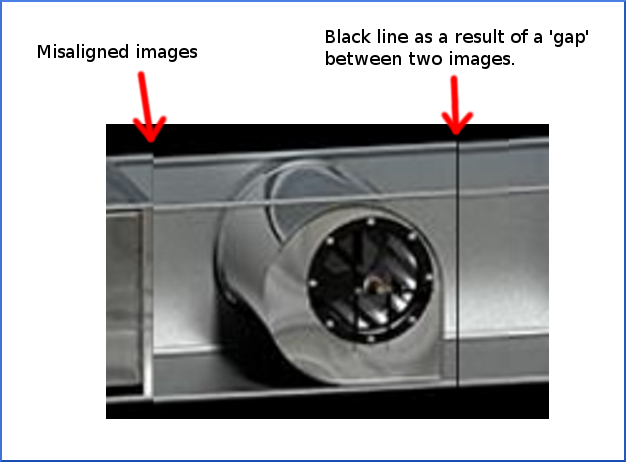 Misaligned images
Black line as a result of a 'gap'
between two images.